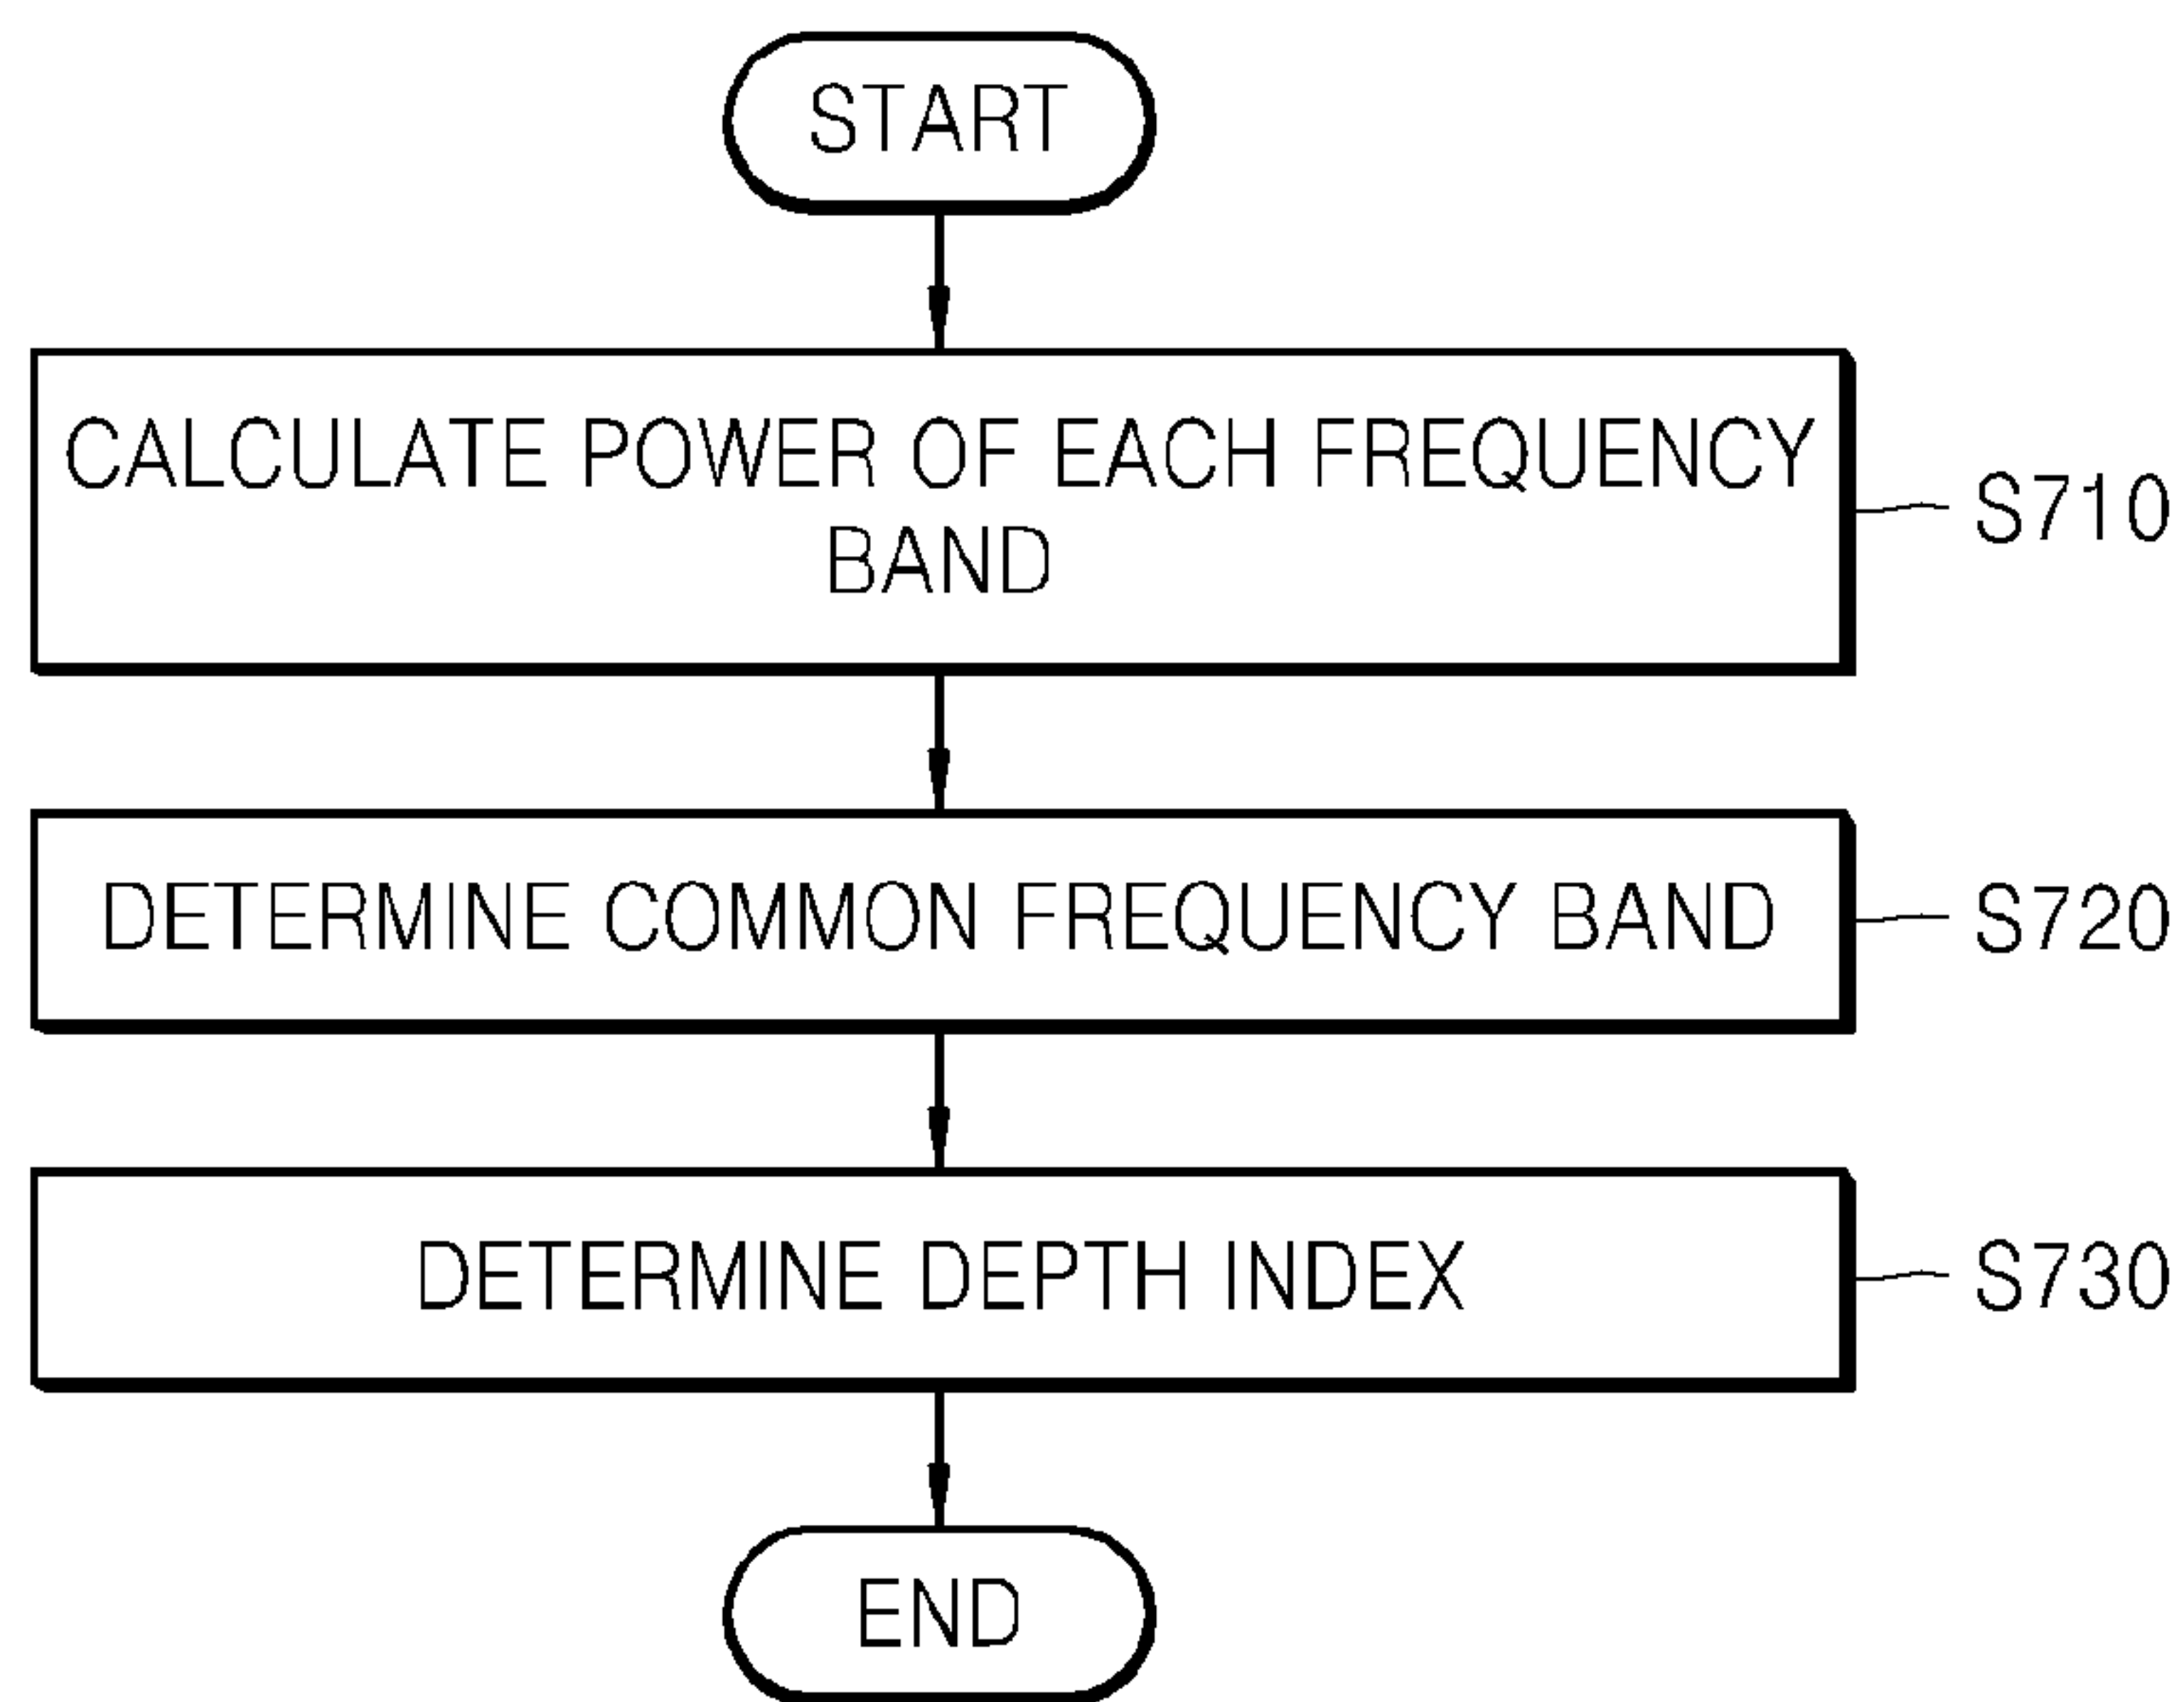 START
CALCULATE POWER OF EACH FREQUENCY
BAND
S710
DETERMINE COMMON FREQUENCY BAND
S720
DETERMINE DEPTH INDEX
S730
END